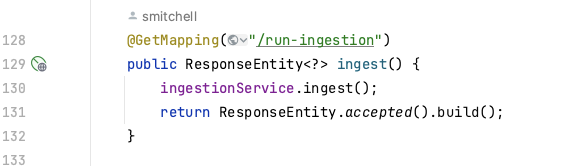 smitchell
128 @GetMapping("/run-ingestion")
129 public ResponseEntity<?> ingest() {
130 ingestionService.ingest();
131 return ResponseEntity.accepted().build();
132 }
133